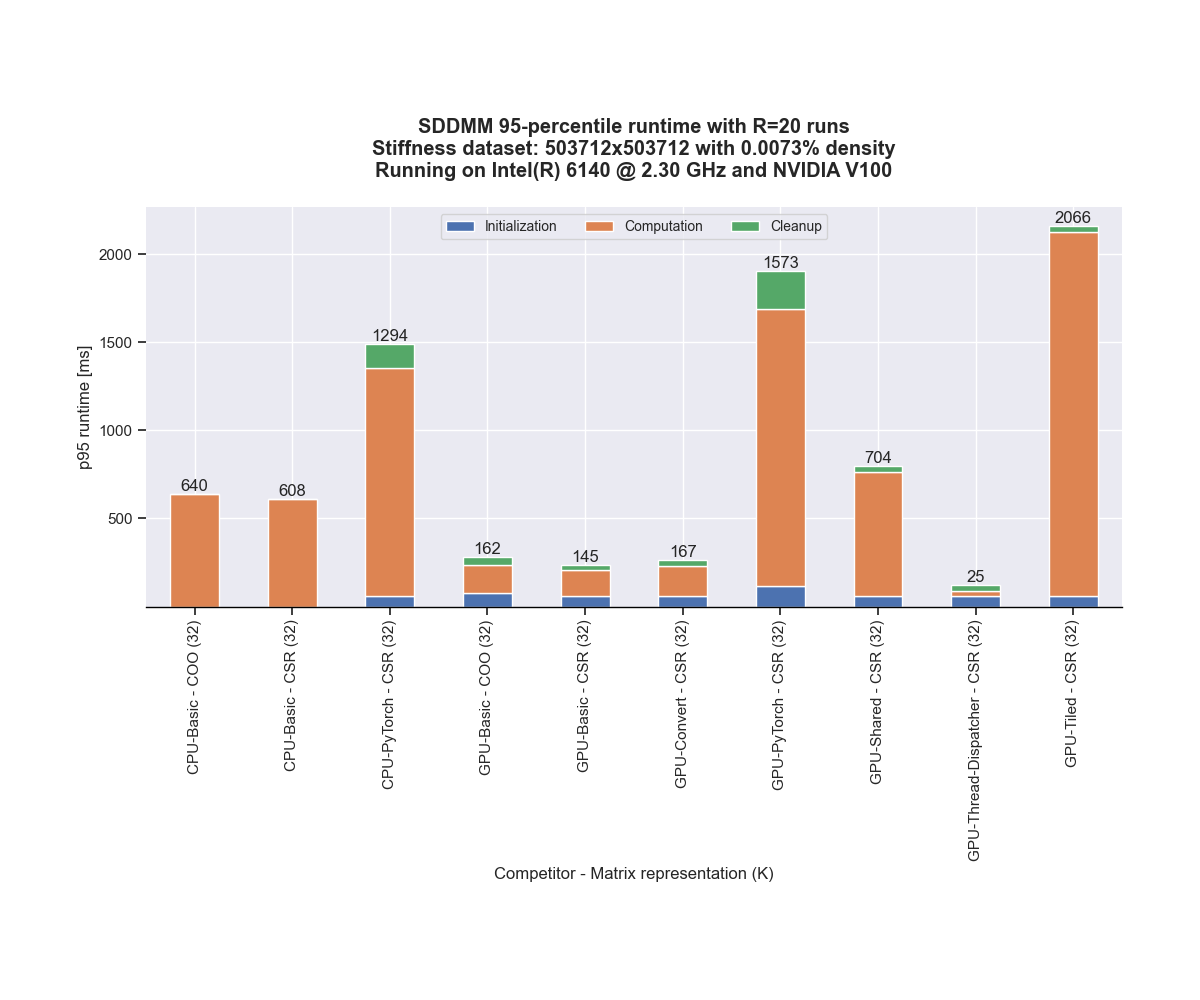 SDDMM 95-percentile runtime with R=20 runs
Stiffness dataset: 503712x503712 with 0.0073% density
Running on Intel(R) 6140 @ 2.30 GHz and NVIDIA V100
Initialization Computation Cleanup
p95 runtime [ms]
2000
1500
1000
500
640
608
1294
162
145
167
1573
704
25
2066
CPU-Basic - COO (32)
CPU-Basic - CSR (32)
CPU-PyTorch - CSR (32)
GPU-Basic - COO (32)
GPU-Basic - CSR (32)
GPU-Convert - CSR (32)
GPU-PyTorch - CSR (32)
GPU-Shared - CSR (32)
GPU-Thread-Dispatcher - CSR (32)
GPU-Tiled - CSR (32)
Competitor - Matrix representation (K)